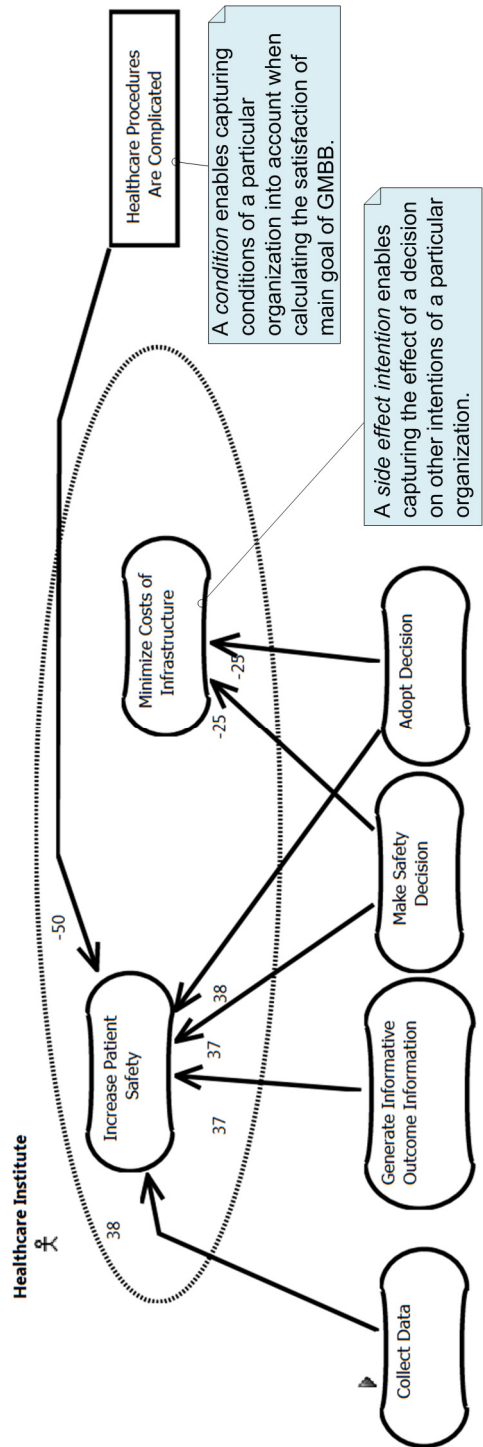 Healthcare Institute
Healthcare Procedures
Are Complicated
A condition enables capturing
conditions of a particular
organization into account when
calculating the satisfaction of
main goal of GMBB.
-50
Increase Patient
Safety
Minimize Costs of
Infrastructure
38
37
37
38
-25
-25
A side effect intention enables
capturing the effect of a decision
on other intentions of a particular
organization.
Collect Data
Generate Informative
Outcome Information
Make Safety
Decision
Adopt Decision